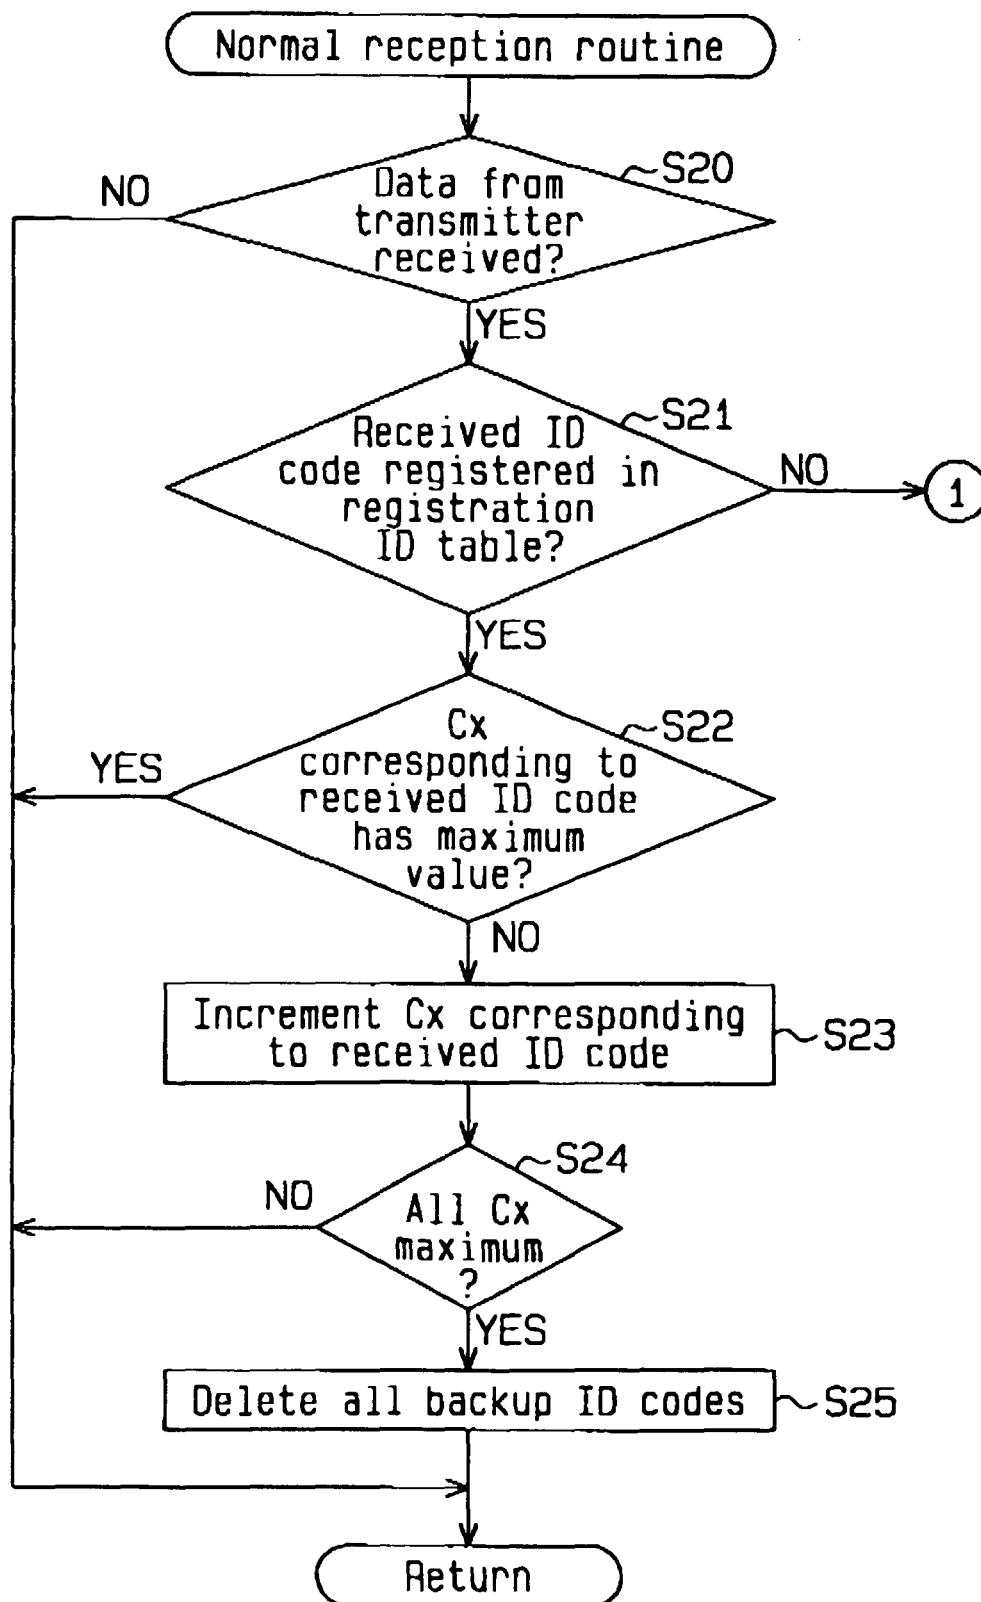 Normal reception routine
S20
NO
Data from
transmitter
received?
YES
S21
Received ID
code registered in
registration
ID table?
NO
1
YES
S22
Cx
corresponding to
received ID code
has maximum
value?
YES
NO
Increment Cx corresponding
to received ID code
S23
S24
NO
All Cx
maximum
?
YES
Delete all backup ID codes
S25
Return